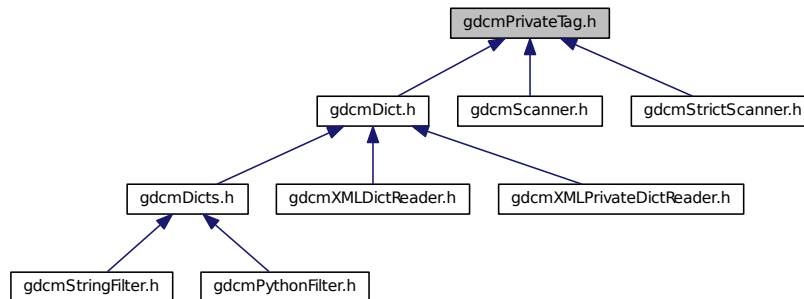 gdcmPrivateTag.h
gdcmDict.h
gdcmScanner.h
gdcmStrictScanner.h
gdcmDicts.h
gdcmXMLDictReader.h
gdcmXMLPrivateDictReader.h
gdcmStringFilter.h
gdcmPythonFilter.h